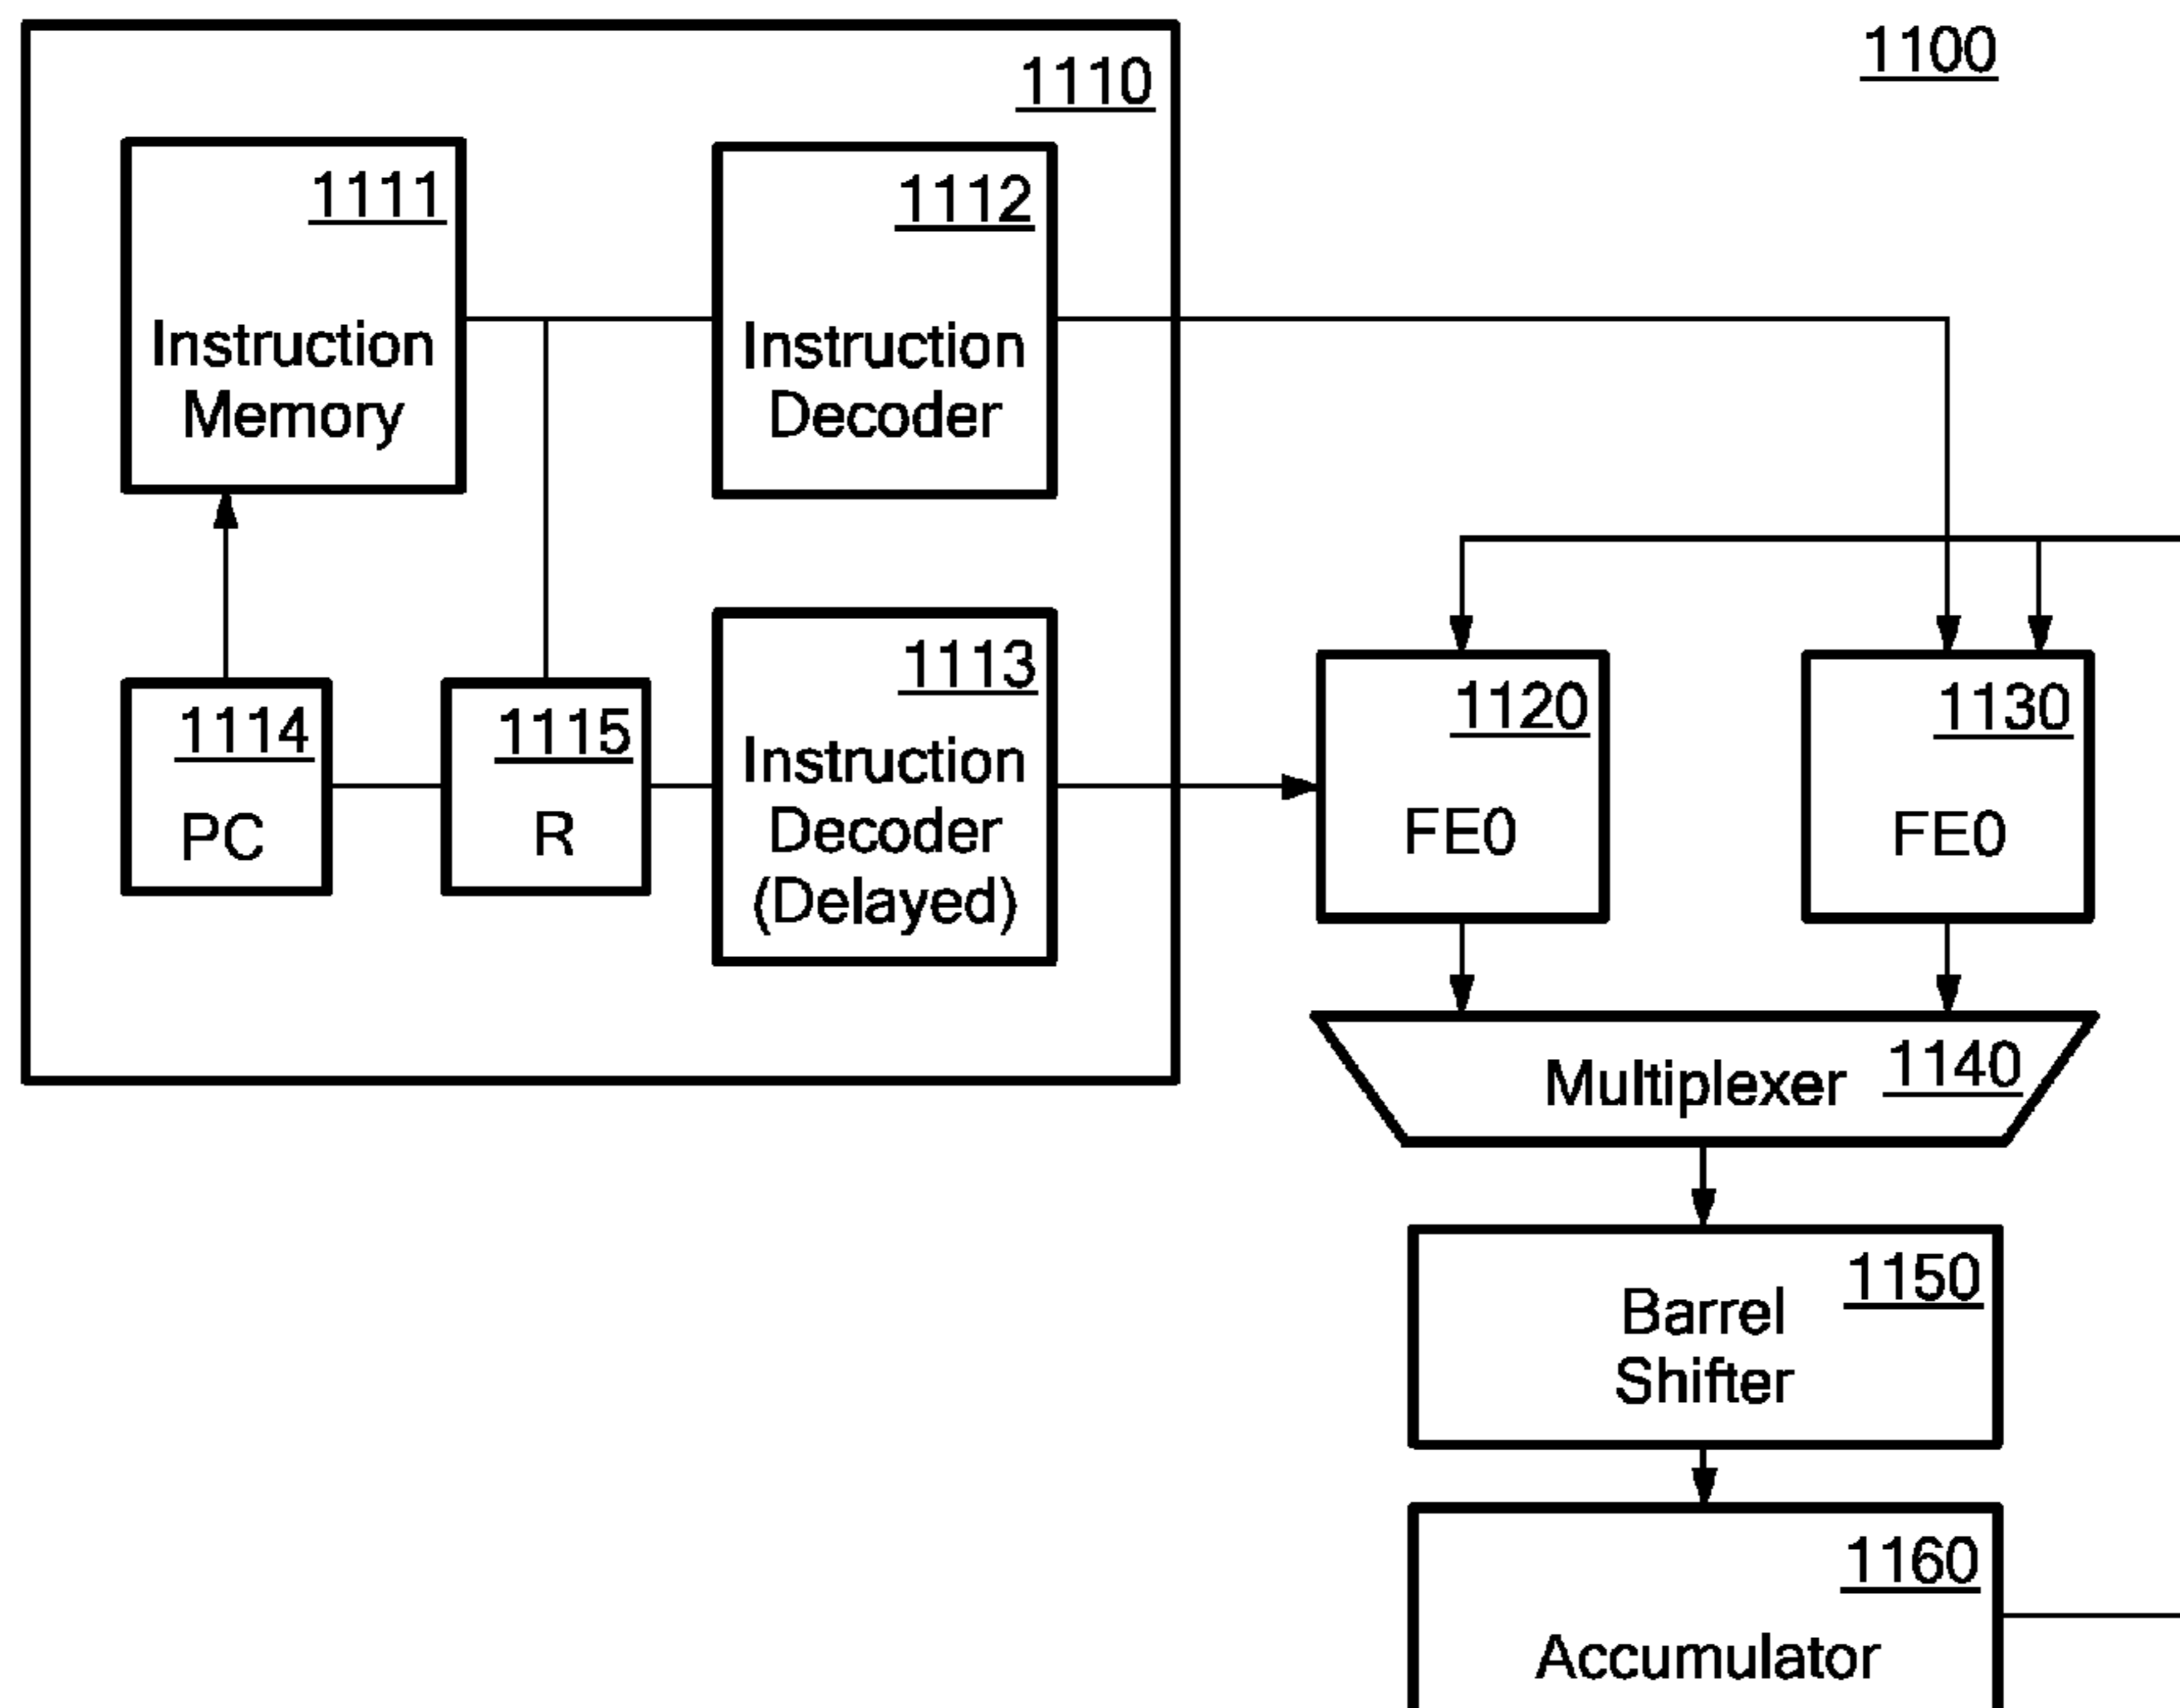 1100
1110
1111
Instruction
Memory
1112
Instruction
Decoder
1114
PC
1115
R
1113
Instruction
Decoder
(Delayed)
1120
FE0
1130
FE0
Multiplexer 1140
1150
Barrel
Shifter
1160
Accumulator